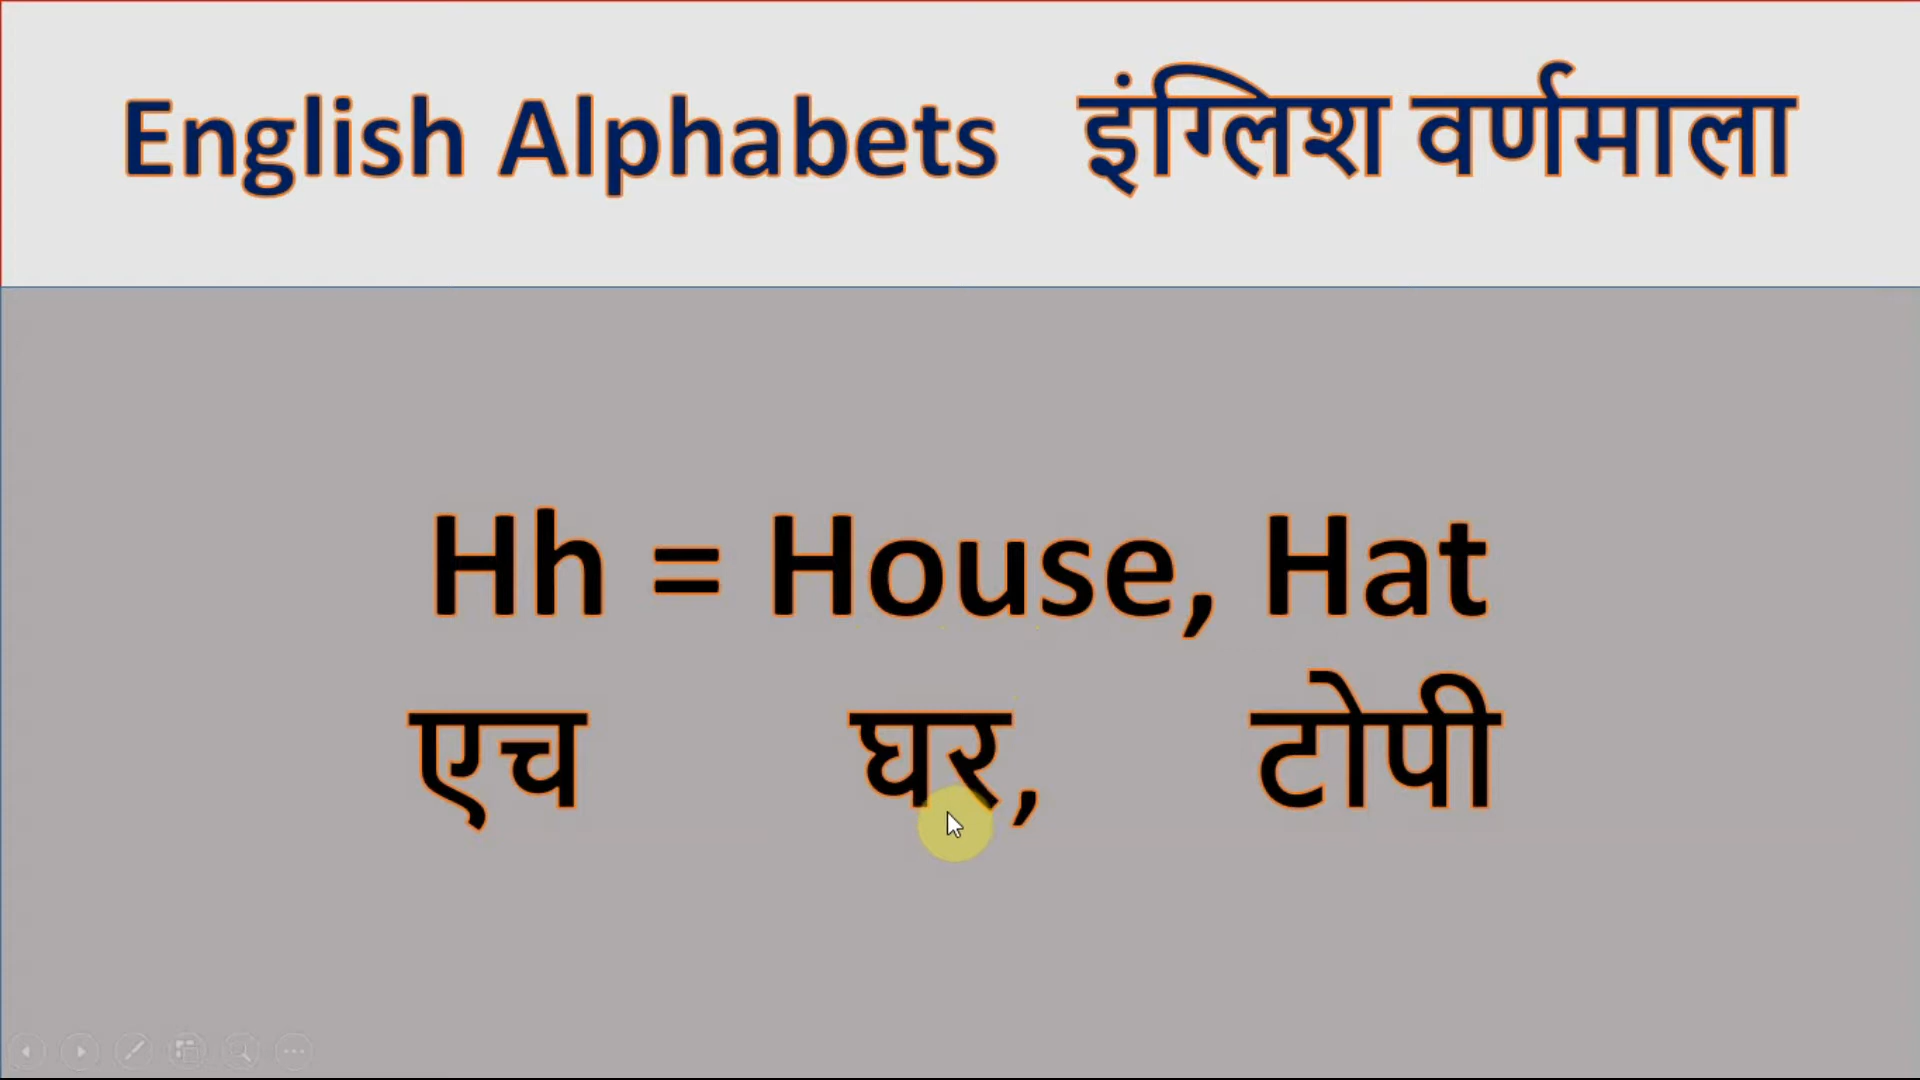 English Alphabets इंग्लिश वर्णमाला
Hh = House, Hat
एच घर, टोपी